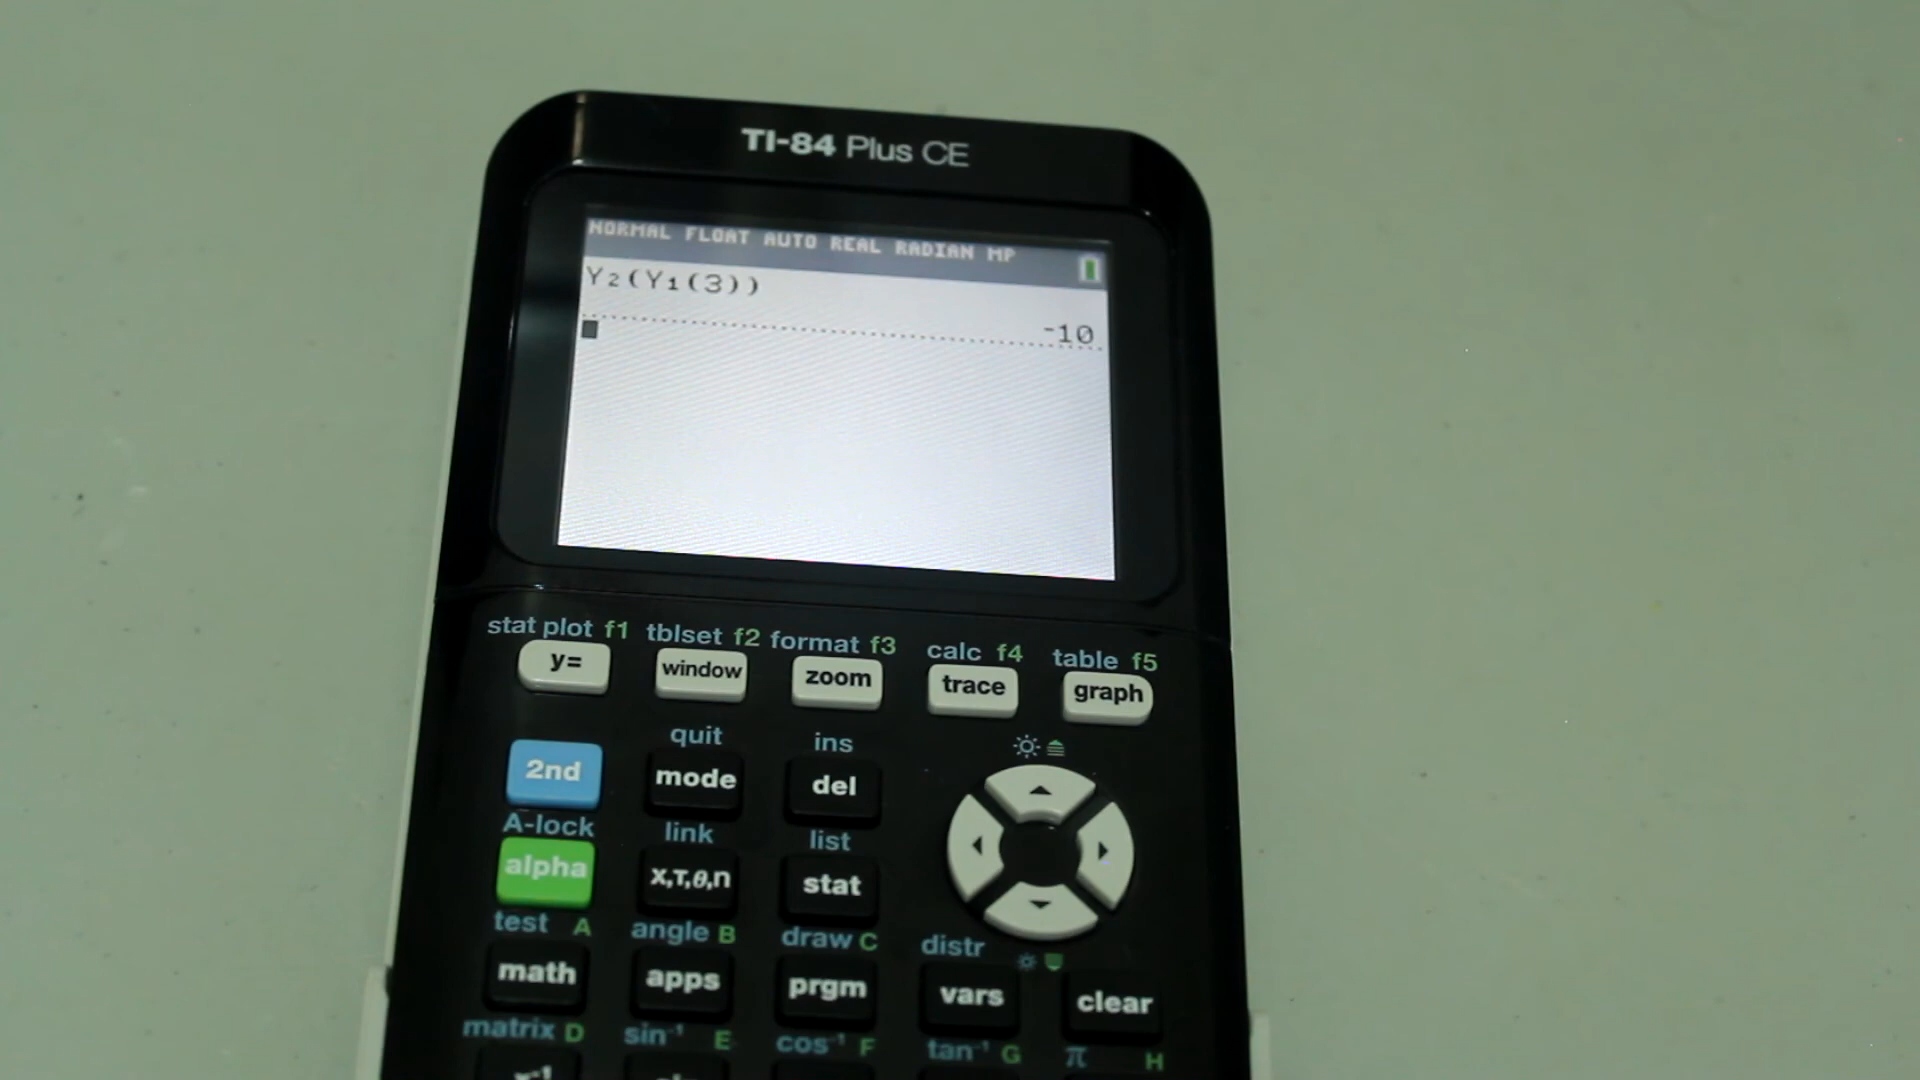 TI-84 Plus CE
NORMAL FLOAT AUTO REAL RADIAN MP
Y₂(Y₁(3))
-10
stat plot f1 tblset f2 format f3 calc f4 table f5
y= window zoom trace graph
quit ins
2nd mode del
A-lock link list
alpha X,T,θ,n stat
test A angle B draw C distr
math apps prgm vars clear
matrix D sin⁻¹ E cos⁻¹ F tan⁻¹ G π H
x⁻¹